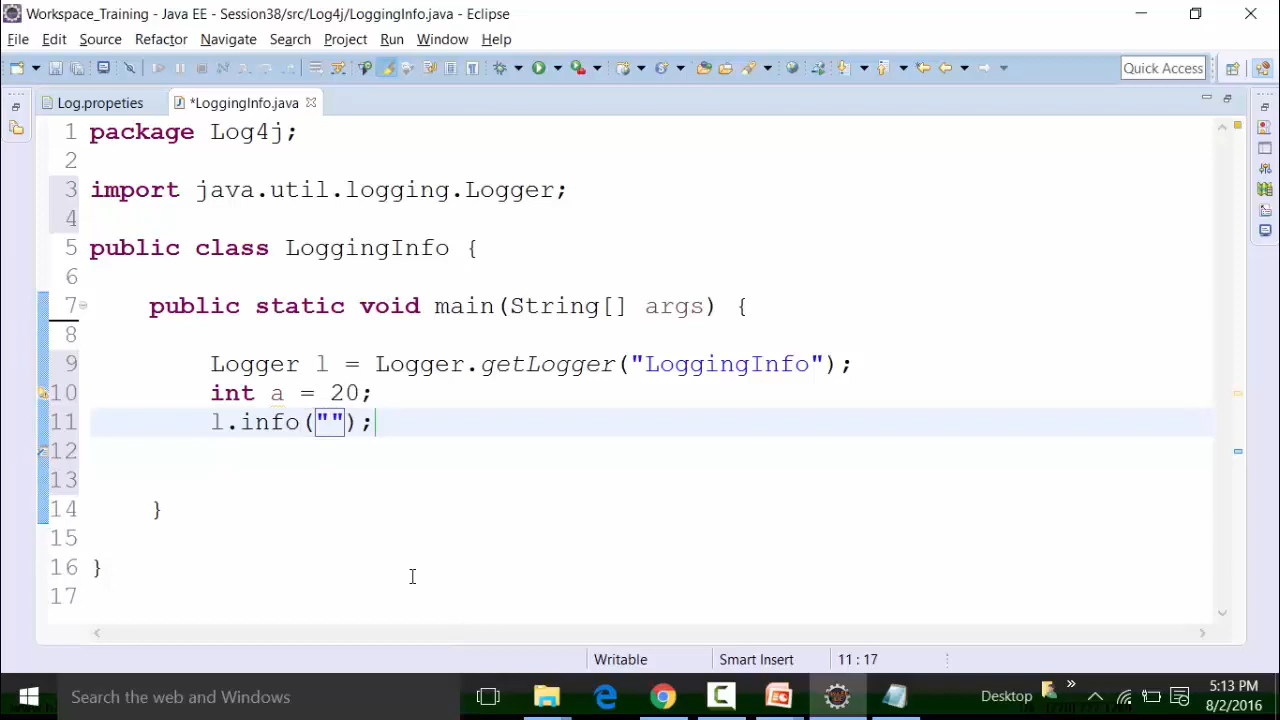 Workspace_Training - Java EE - Session38/src/Log4j/LoggingInfo.java - Eclipse
File Edit Source Refactor Navigate Search Project Run Window Help
Quick Access
Log.propeties *LoggingInfo.java
1 package Log4j;
2
3 import java.util.logging.Logger;
4
5 public class LoggingInfo {
6
7 public static void main(String[] args) {
8
9 Logger l = Logger.getLogger("LoggingInfo");
10 int a = 20;
11 l.info("");
12
13
14 }
15
16 }
17
Writable Smart Insert 11 : 17
Search the web and Windows Desktop 5:13 PM
8/2/2016